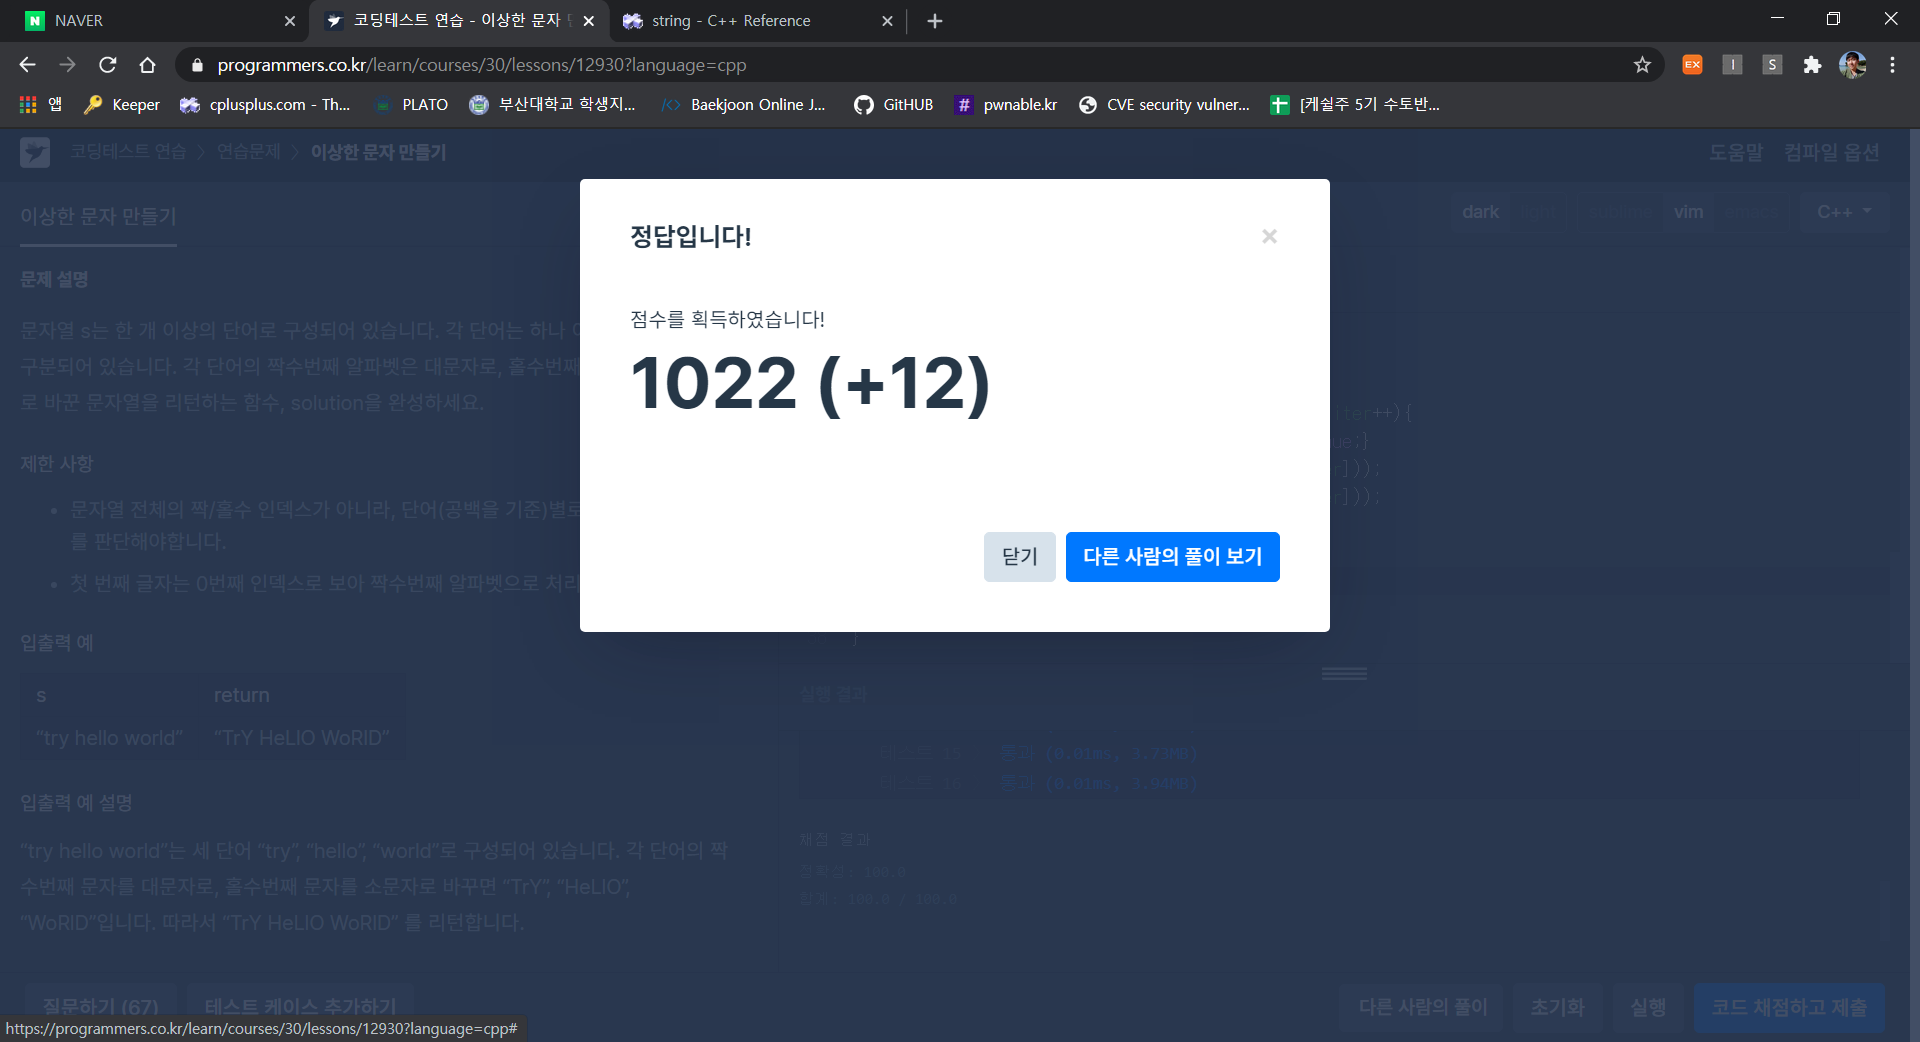 NAVER
코딩테스트 연습 - 이상한 문자
string - C++ Reference
programmers.co.kr/learn/courses/30/lessons/12930?language=cpp
EX
I
S
앱
Keeper
cplusplus.com - Th...
PLATO
부산대학교 학생지...
Baekjoon Online J...
GitHUB
# pwnable.kr
CVE security vulner...
[케쉴주 5기 수토반...
코딩테스트 연습
연습문제
이상한 문자 만들기
도움말
컴파일 옵션
이상한 문자 만들기
dark
vim
C++
정답입니다!
×
점수를 획득하였습니다!
1022 (+12)
닫기
다른 사람의 풀이 보기
문제 설명
문자열 s는 한 개 이상의 단어로 구성되어 있습니다. 각 단어는 하나
구분되어 있습니다. 각 단어의 짝수번째 알파벳은 대문자로, 홀수번째
로 바꾼 문자열을 리턴하는 함수, solution을 완성하세요.
제한 사항
• 문자열 전체의 짝/홀수 인덱스가 아니라, 단어(공백을 기준)별로
를 판단해야합니다.
• 첫 번째 글자는 0번째 인덱스로 보아 짝수번째 알파벳으로 처리
입출력 예
s return
"try hello world" "TrY HeLlO WoRlD"
입출력 예 설명
"try hello world"는 세 단어 "try", "hello", "world"로 구성되어 있습니다. 각 단어의 짝
수번째 문자를 대문자로, 홀수번째 문자를 소문자로 바꾸면 "TrY", "HeLlO",
"WoRlD"입니다. 따라서 "TrY HeLlO WoRlD" 를 리턴합니다.
iter++){
ue;}
r]));
r]));
}
실행 결과
통과 (0.01ms, 3.73MB)
통과 (0.01ms, 3.94MB)
채점 결과
정확성: 100.0
합계: 100.0 / 100.0
질문하기 (67)
테스트 케이스 추가하기
다른 사람의 풀이
초기화
실행
코드 채점하고 제출
https://programmers.co.kr/learn/courses/30/lessons/12930?language=cpp#